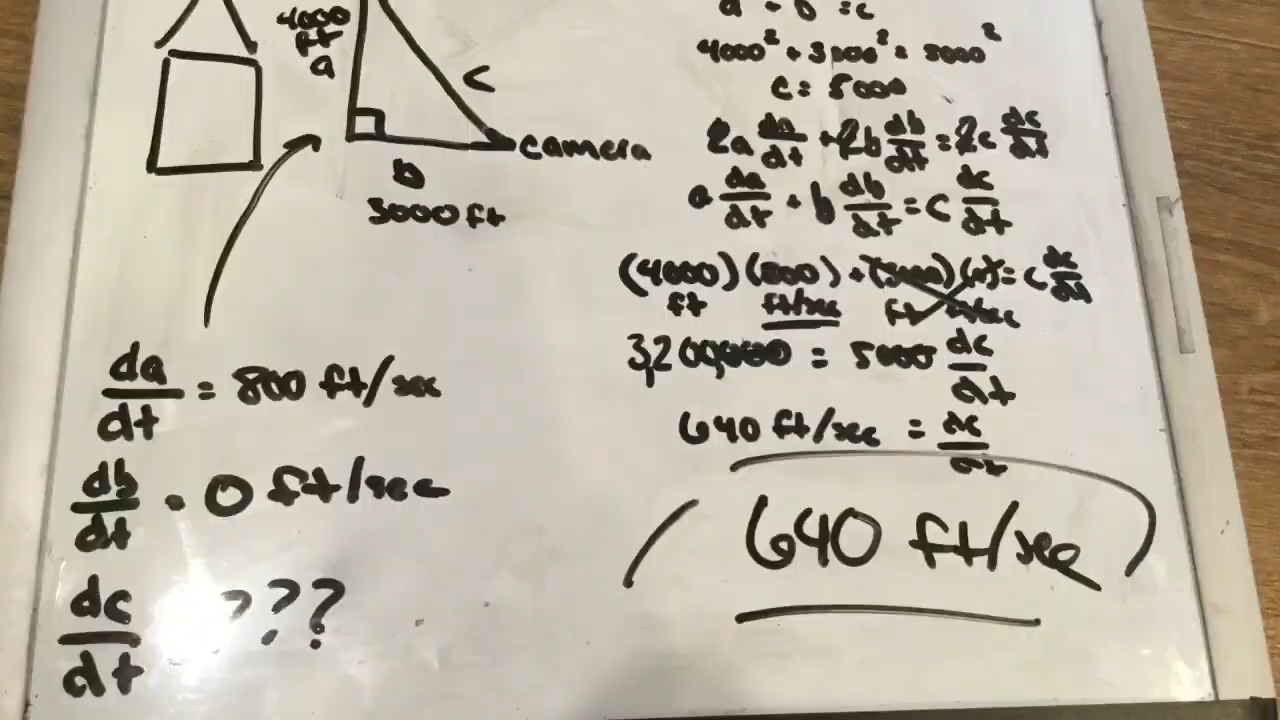 4000
ft
a
c
camera
b
3000 ft
da/dt = 800 ft/sec
db/dt = 0 ft/sec
dc/dt ???
a + b = c
4000² + 3000² = 5000²
c = 5000
2a da/dt + 2b db/dt = 2c dc/dt
a da/dt + b db/dt = c dc/dt
(4000)(800) + (3000)(0) = c dc/dt
ft ft/sec ft ft/sec
3,200,000 = 5000 dc/dt
640 ft/sec = dc/dt
640 ft/sec